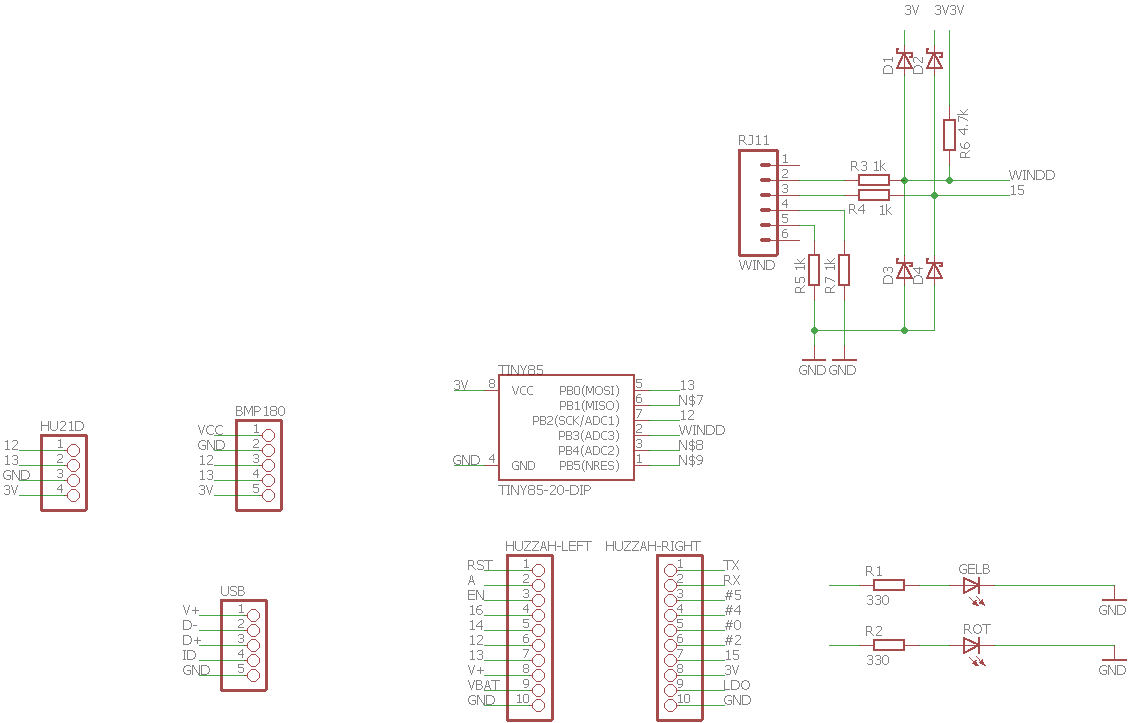 3V 3V3V
D1 D2
R6 4.7k
RJ11
1
2
3
4
5
6
WIND
R3 1k
R4 1k
WINDD
15
R5 1k
R7 1k
D3 D4
GND GND
TINY85
3V 8 VCC
GND 4 GND
PB0(MOSI) 5 13
PB1(MISO) 6 N$7
PB2(SCK/ADC1) 7 12
PB3(ADC3) 2 WINDD
PB4(ADC2) 3 N$8
PB5(NRES) 1 N$9
TINY85-20-DIP
HU21D
12 1
13 2
GND 3
3V 4
BMP180
VCC 1
GND 2
12 3
13 4
3V 5
USB
V+ 1
D- 2
D+ 3
ID 4
GND 5
HUZZAH-LEFT
RST 1
A 2
EN 3
16 4
14 5
12 6
13 7
V+ 8
VBAT 9
GND 10
HUZZAH-RIGHT
1 TX
2 RX
3 #5
4 #4
5 #0
6 #2
7 15
8 3V
9 LDO
10 GND
R1
330
GELB
GND
R2
330
ROT
GND